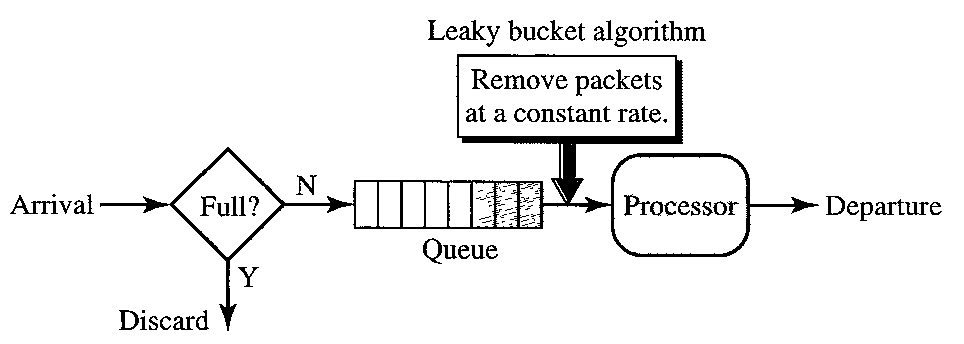 Leaky bucket algorithm
Remove packets
at a constant rate.
Arrival
Full?
N
Queue
Processor
Departure
Y
Discard